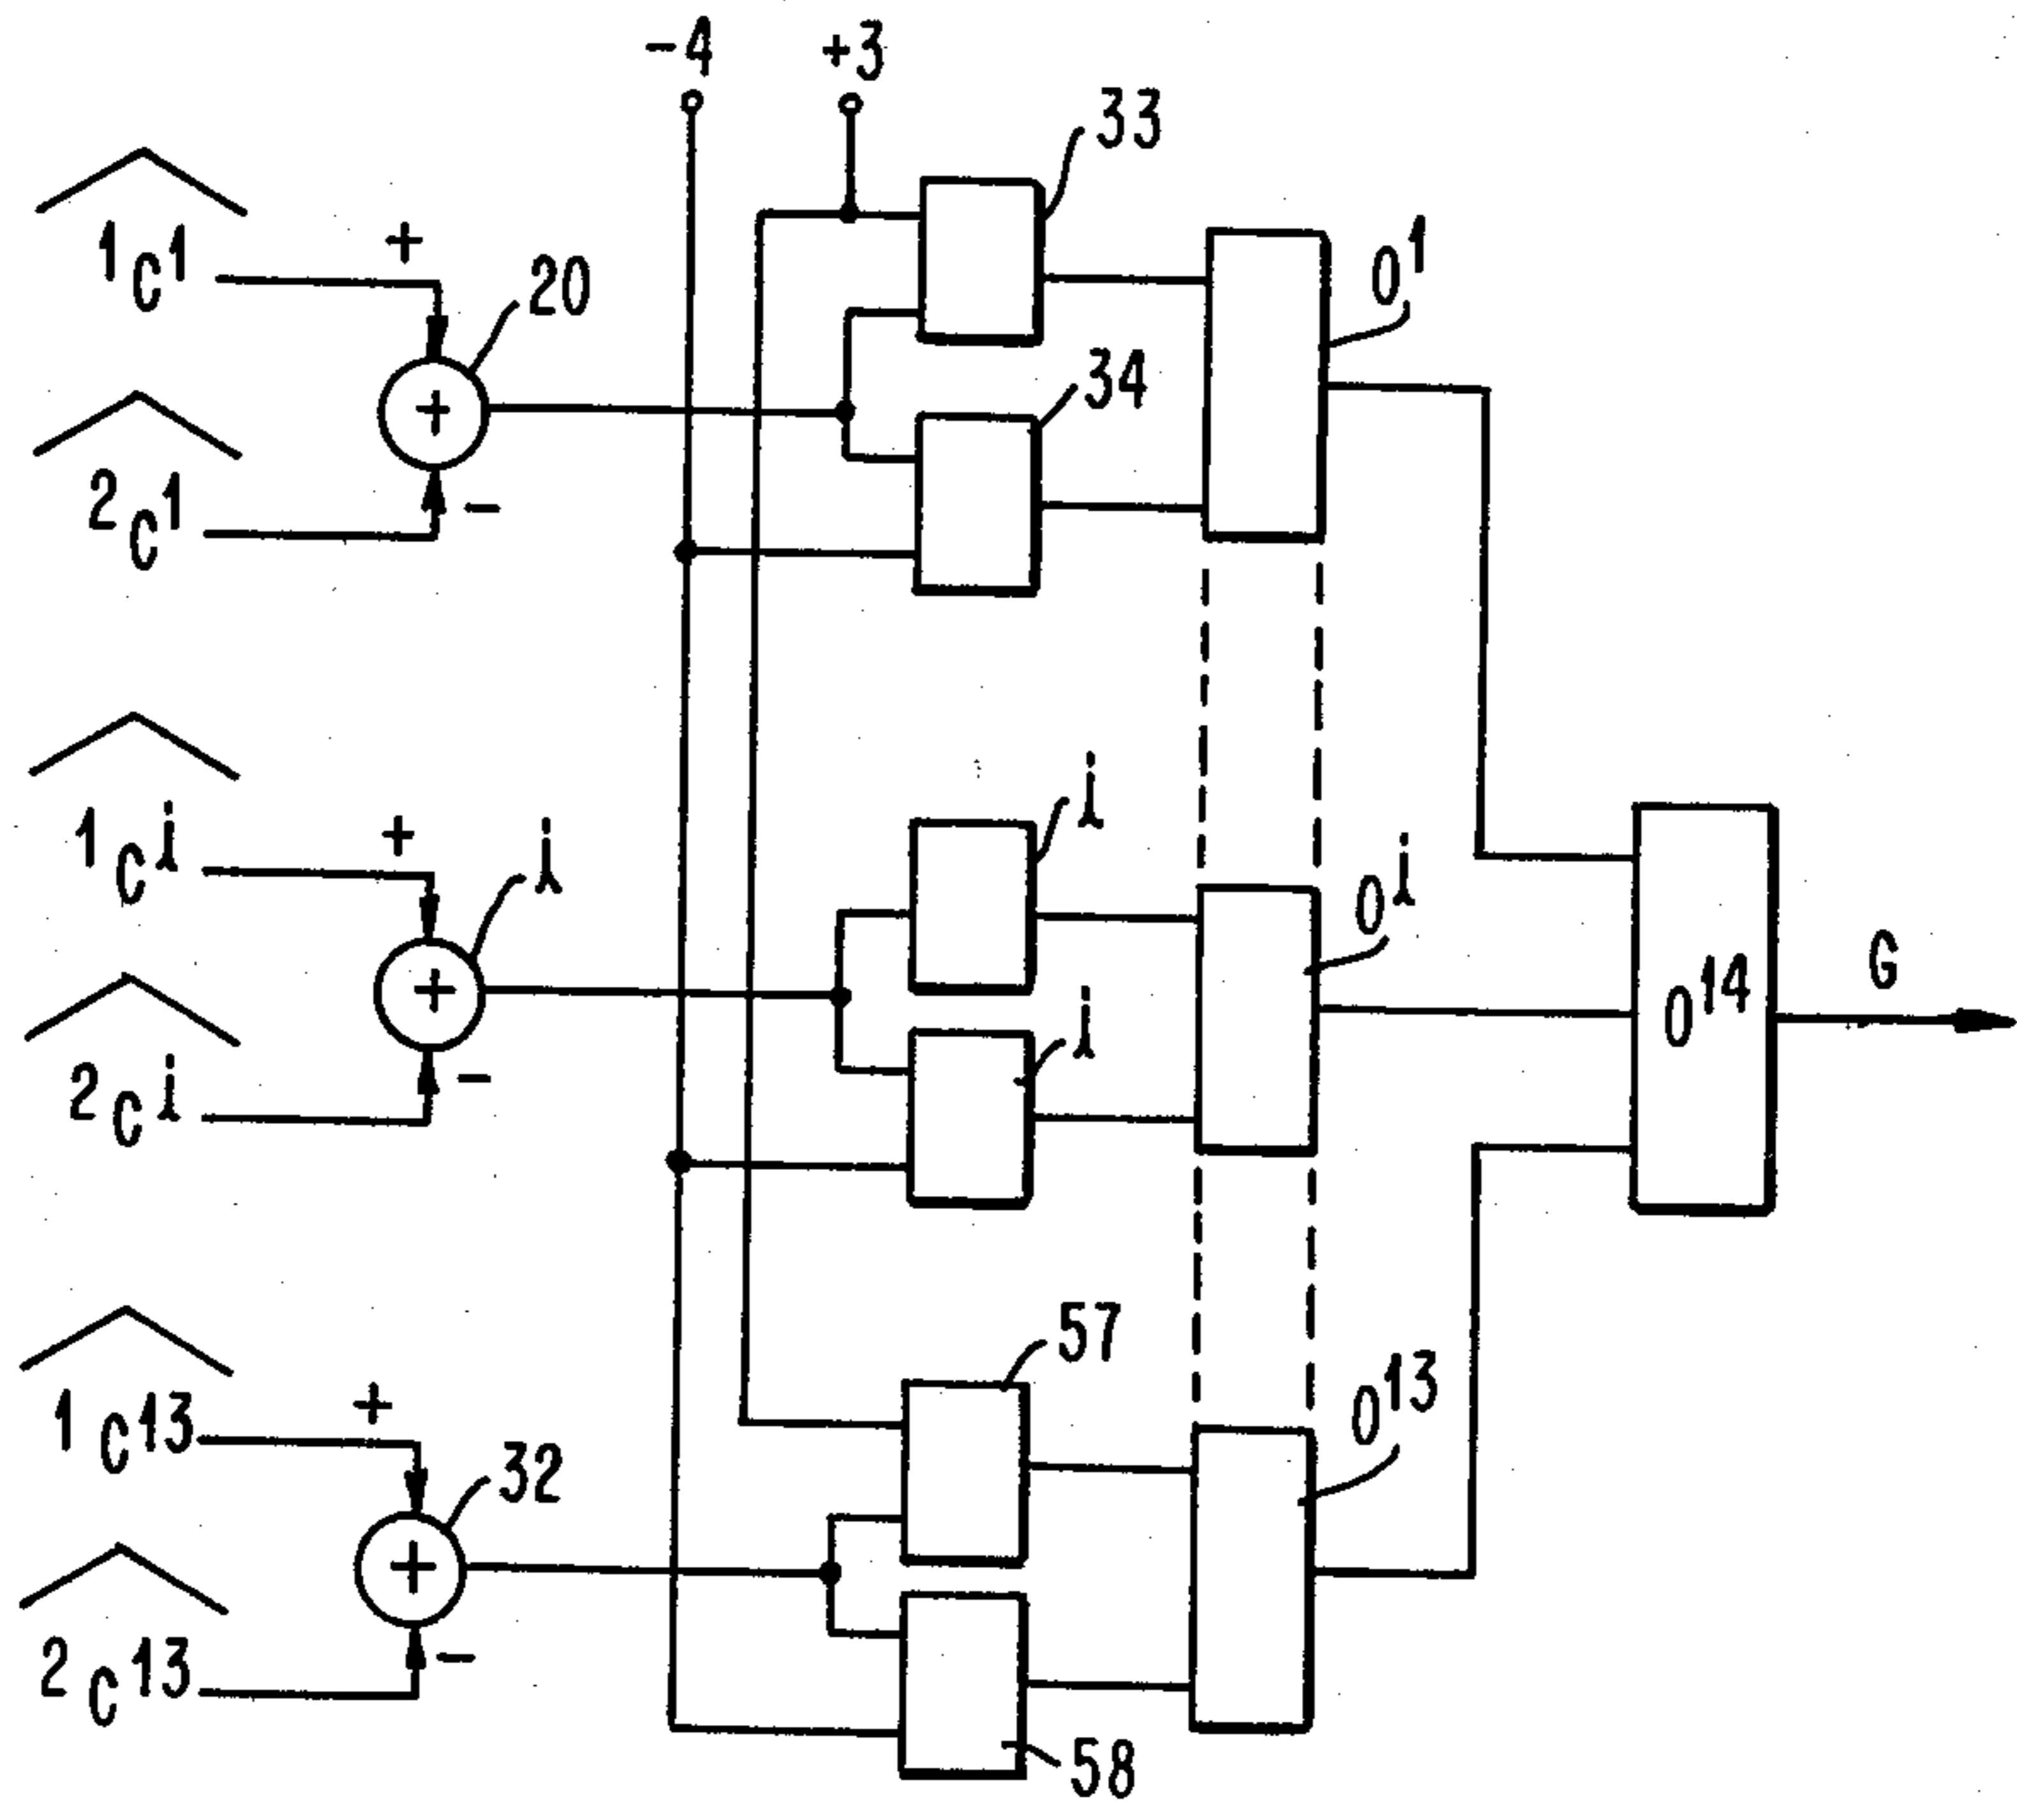 -4
+3
33
1c1
+
20
01
34
+
2c1
-
i
1ci
+
i
0i
G
+
i
014
2ci
-
57
1c13
+
32
013
+
2c13
-
58